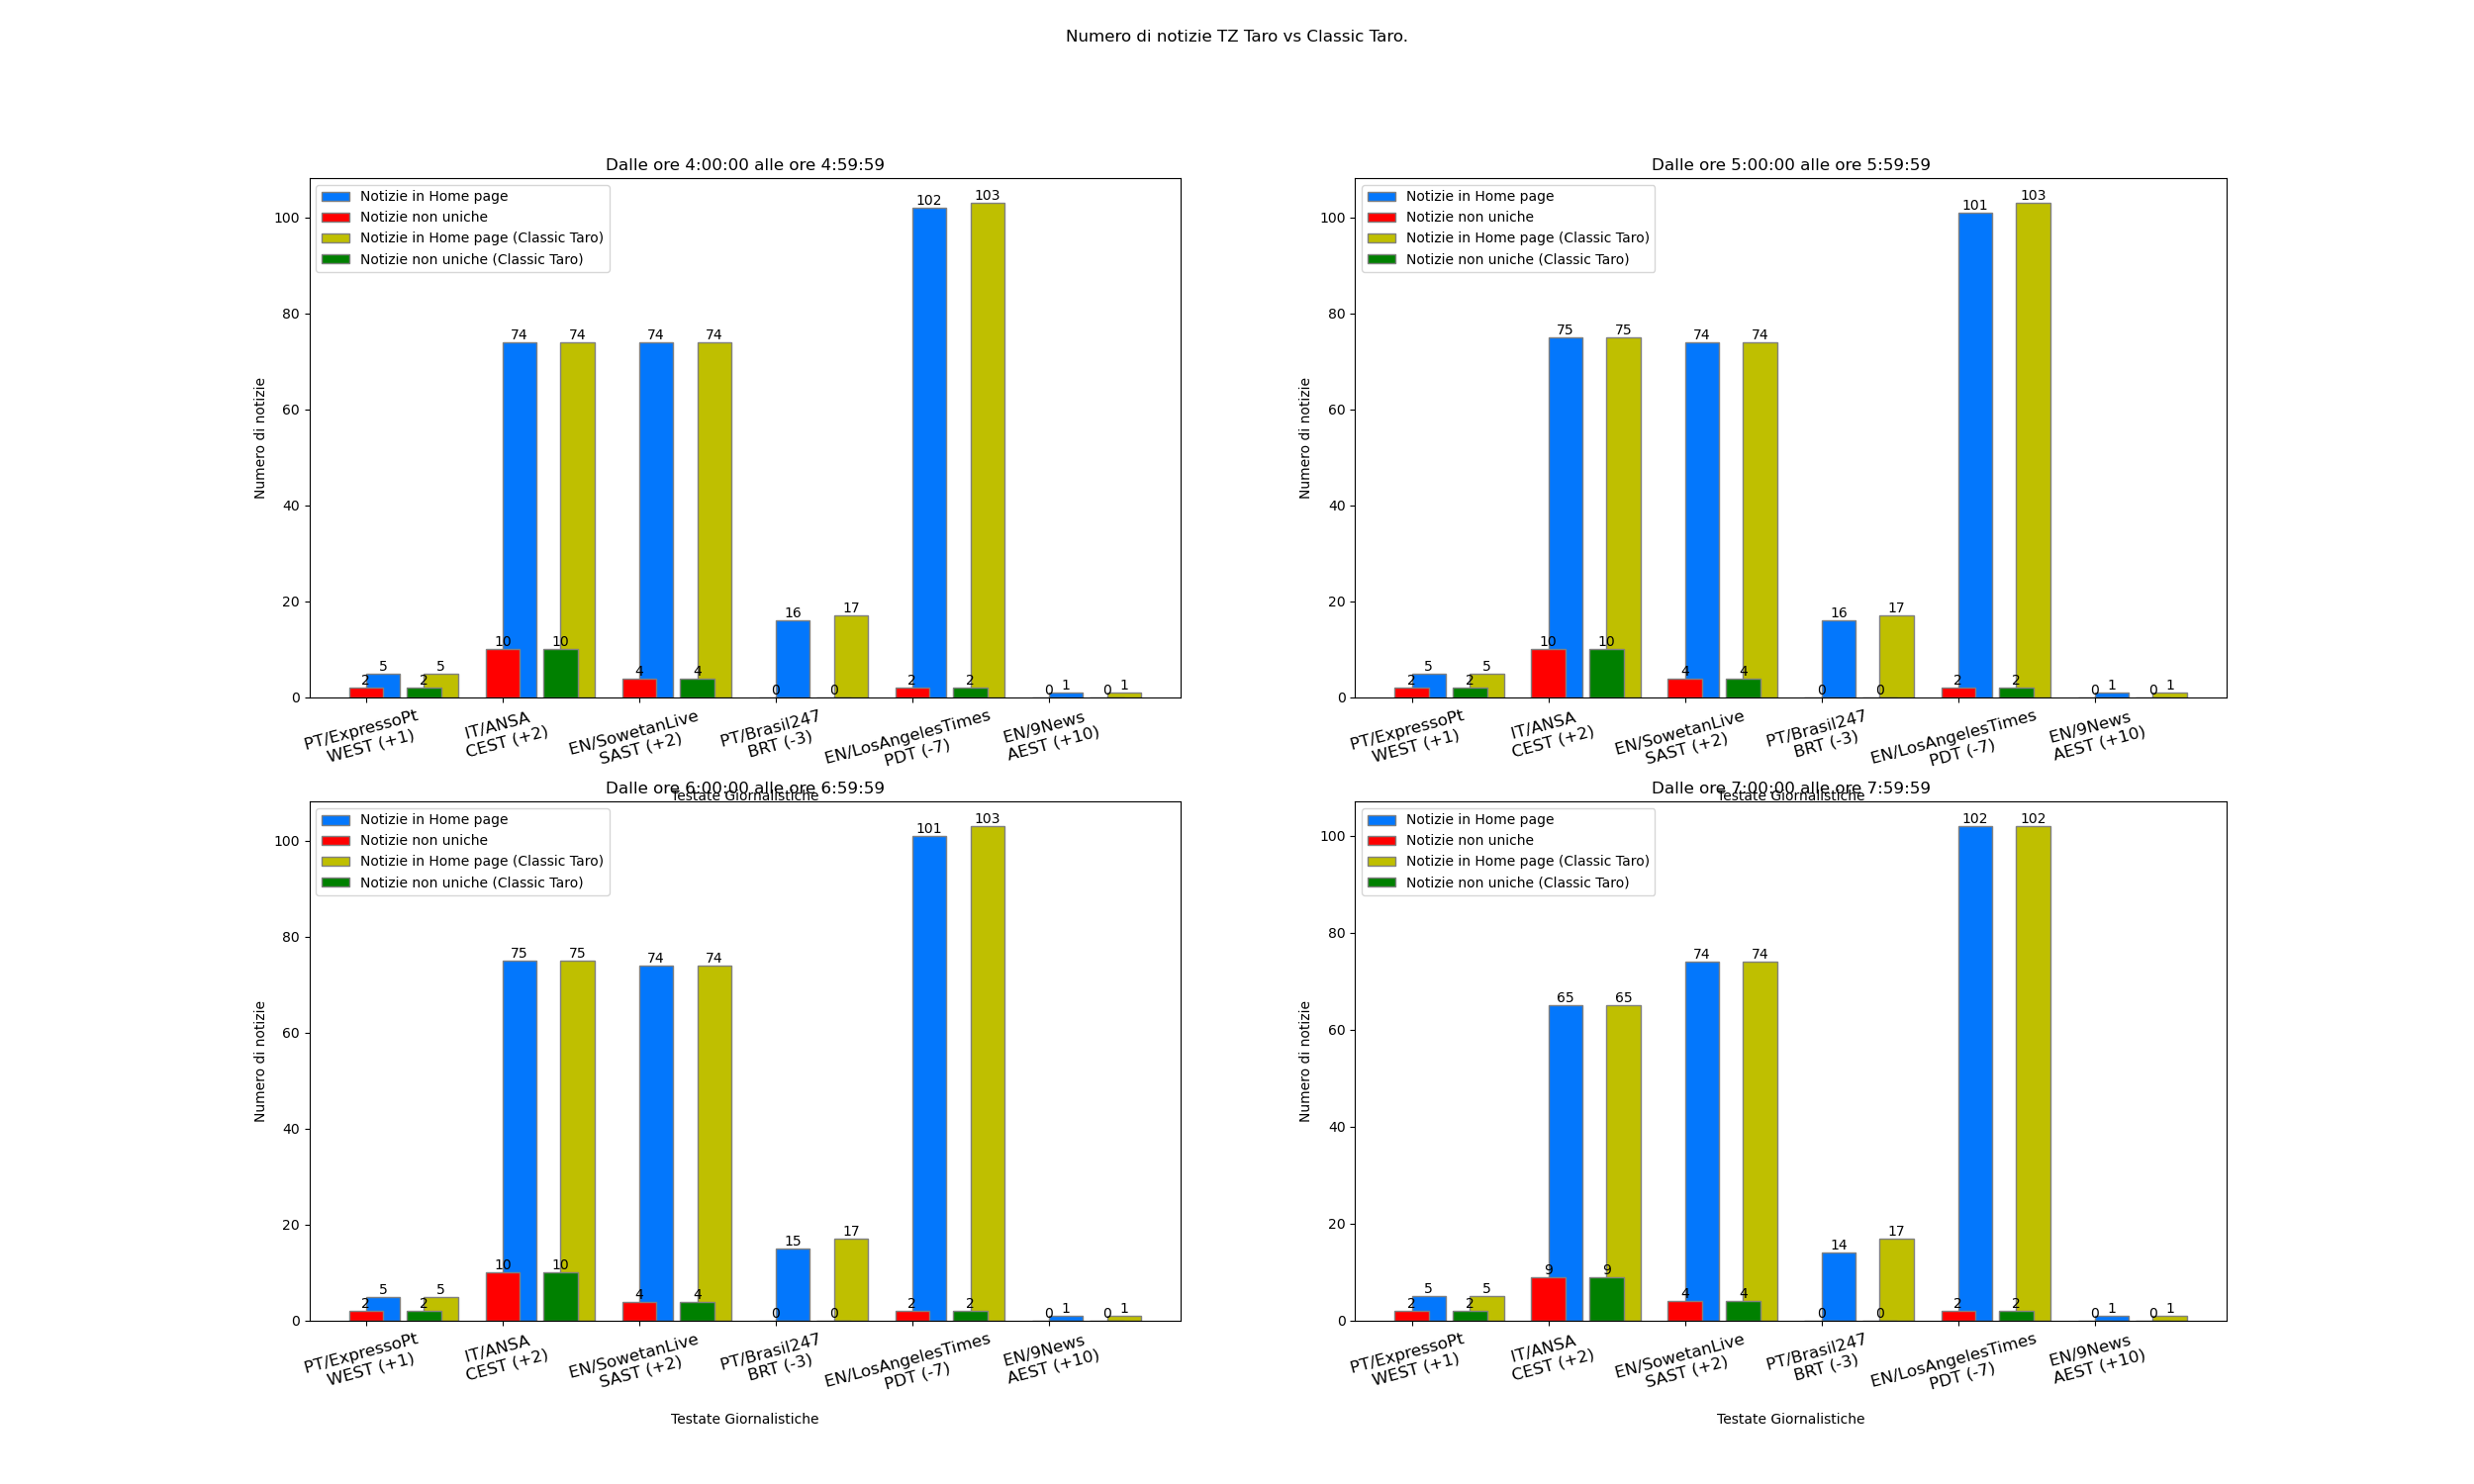 Numero di notizie TZ Taro vs Classic Taro.
Dalle ore 4:00:00 alle ore 4:59:59
Notizie in Home page
Notizie non uniche
Notizie in Home page (Classic Taro)
Notizie non uniche (Classic Taro)
Numero di notizie
100
80
60
40
20
0
5
2
5
2
74
10
74
10
74
4
74
4
16
0
17
0
102
2
103
2
1
0
1
0
PT/ExpressoPt
WEST (+1)
IT/ANSA
CEST (+2)
EN/SowetanLive
SAST (+2)
PT/Brasil247
BRT (-3)
EN/LosAngelesTimes
PDT (-7)
EN/9News
AEST (+10)
Testate Giornalistiche
Dalle ore 5:00:00 alle ore 5:59:59
Notizie in Home page
Notizie non uniche
Notizie in Home page (Classic Taro)
Notizie non uniche (Classic Taro)
Numero di notizie
100
80
60
40
20
0
5
2
5
2
75
10
75
10
74
4
74
4
16
0
17
0
101
2
103
2
1
0
1
0
PT/ExpressoPt
WEST (+1)
IT/ANSA
CEST (+2)
EN/SowetanLive
SAST (+2)
PT/Brasil247
BRT (-3)
EN/LosAngelesTimes
PDT (-7)
EN/9News
AEST (+10)
Testate Giornalistiche
Dalle ore 6:00:00 alle ore 6:59:59
Notizie in Home page
Notizie non uniche
Notizie in Home page (Classic Taro)
Notizie non uniche (Classic Taro)
Numero di notizie
100
80
60
40
20
0
5
2
5
2
75
10
75
10
74
4
74
4
15
0
17
0
101
2
103
2
1
0
1
0
PT/ExpressoPt
WEST (+1)
IT/ANSA
CEST (+2)
EN/SowetanLive
SAST (+2)
PT/Brasil247
BRT (-3)
EN/LosAngelesTimes
PDT (-7)
EN/9News
AEST (+10)
Testate Giornalistiche
Dalle ore 7:00:00 alle ore 7:59:59
Notizie in Home page
Notizie non uniche
Notizie in Home page (Classic Taro)
Notizie non uniche (Classic Taro)
Numero di notizie
100
80
60
40
20
0
5
2
5
2
65
9
65
9
74
4
74
4
14
0
17
0
102
2
102
2
1
0
1
0
PT/ExpressoPt
WEST (+1)
IT/ANSA
CEST (+2)
EN/SowetanLive
SAST (+2)
PT/Brasil247
BRT (-3)
EN/LosAngelesTimes
PDT (-7)
EN/9News
AEST (+10)
Testate Giornalistiche